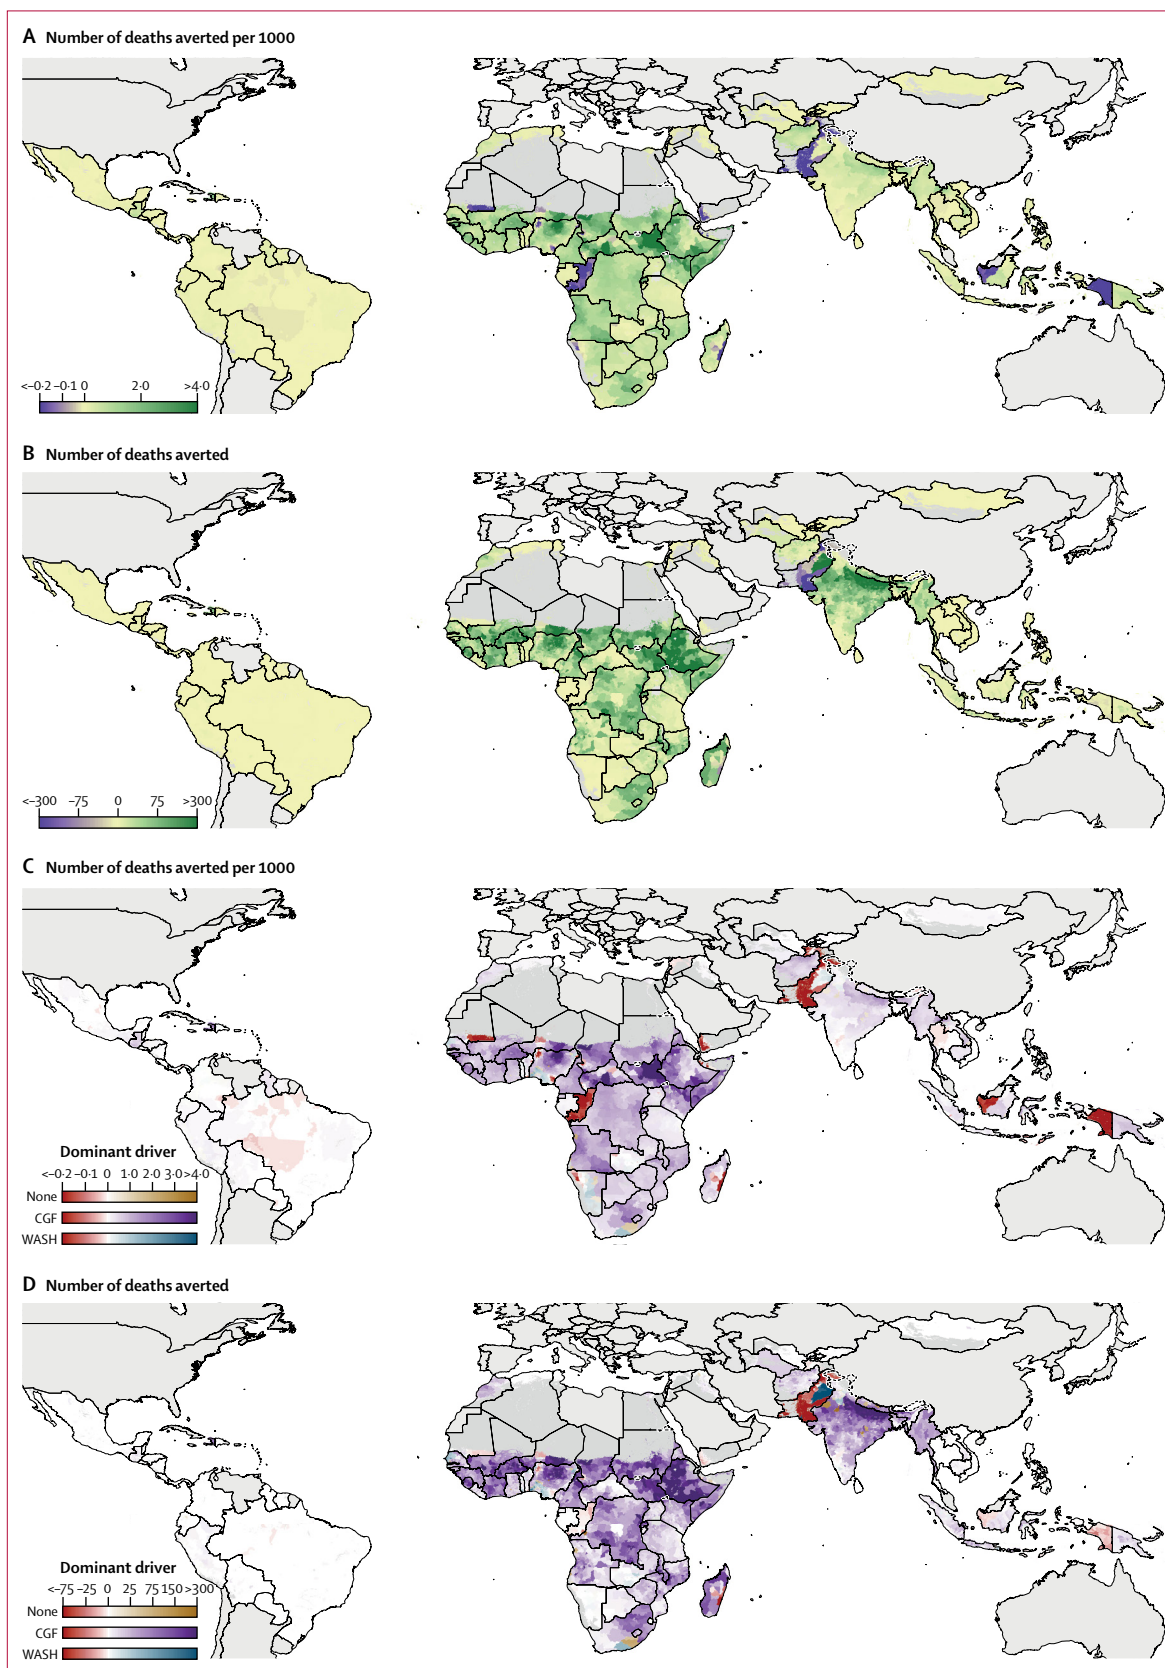 A Number of deaths averted per 1000
<–0·2 –0·1 0 2·0 >4·0
B Number of deaths averted
<–300 –75 0 75 >300
C Number of deaths averted per 1000
Dominant driver
<–0·2 –0·1 0 1·0 2·0 3·0 >4·0
None
CGF
WASH
D Number of deaths averted
Dominant driver
<–75 –25 0 25 75 150 >300
None
CGF
WASH